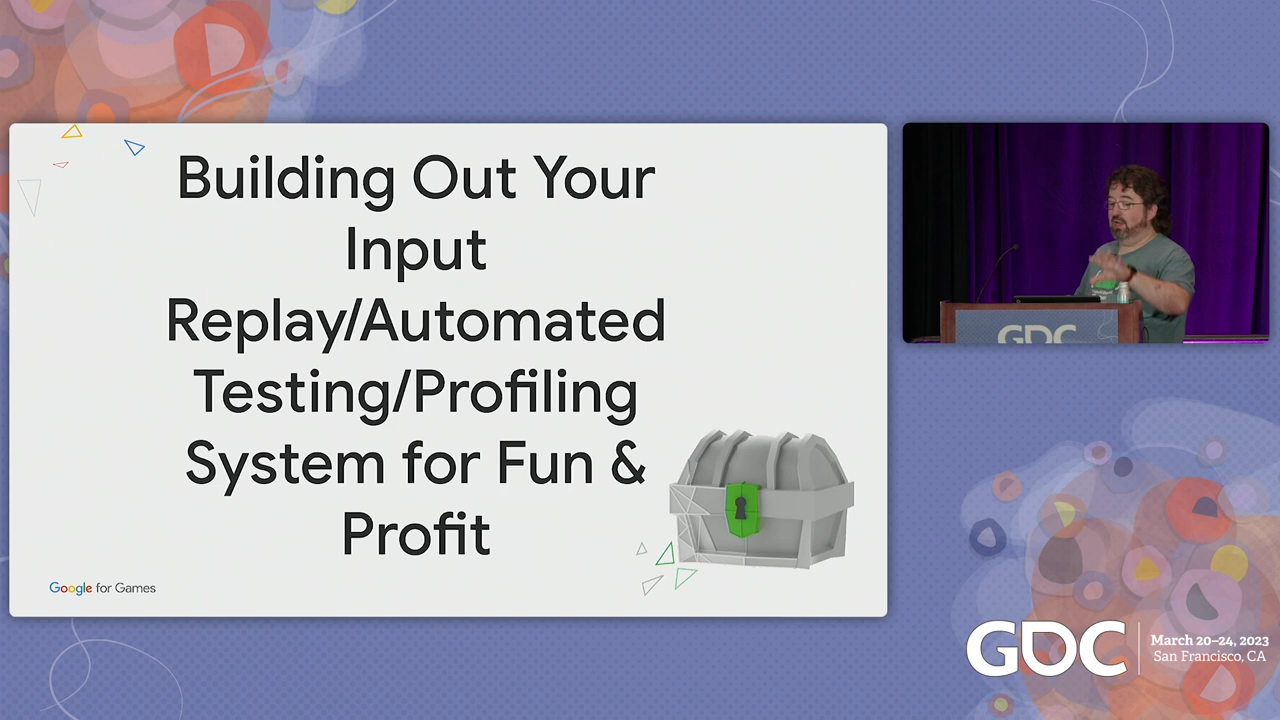 Building Out Your
Input
Replay/Automated
Testing/Profiling
System for Fun &
Profit
Google for Games
GDC
GDC
March 20–24, 2023
San Francisco, CA